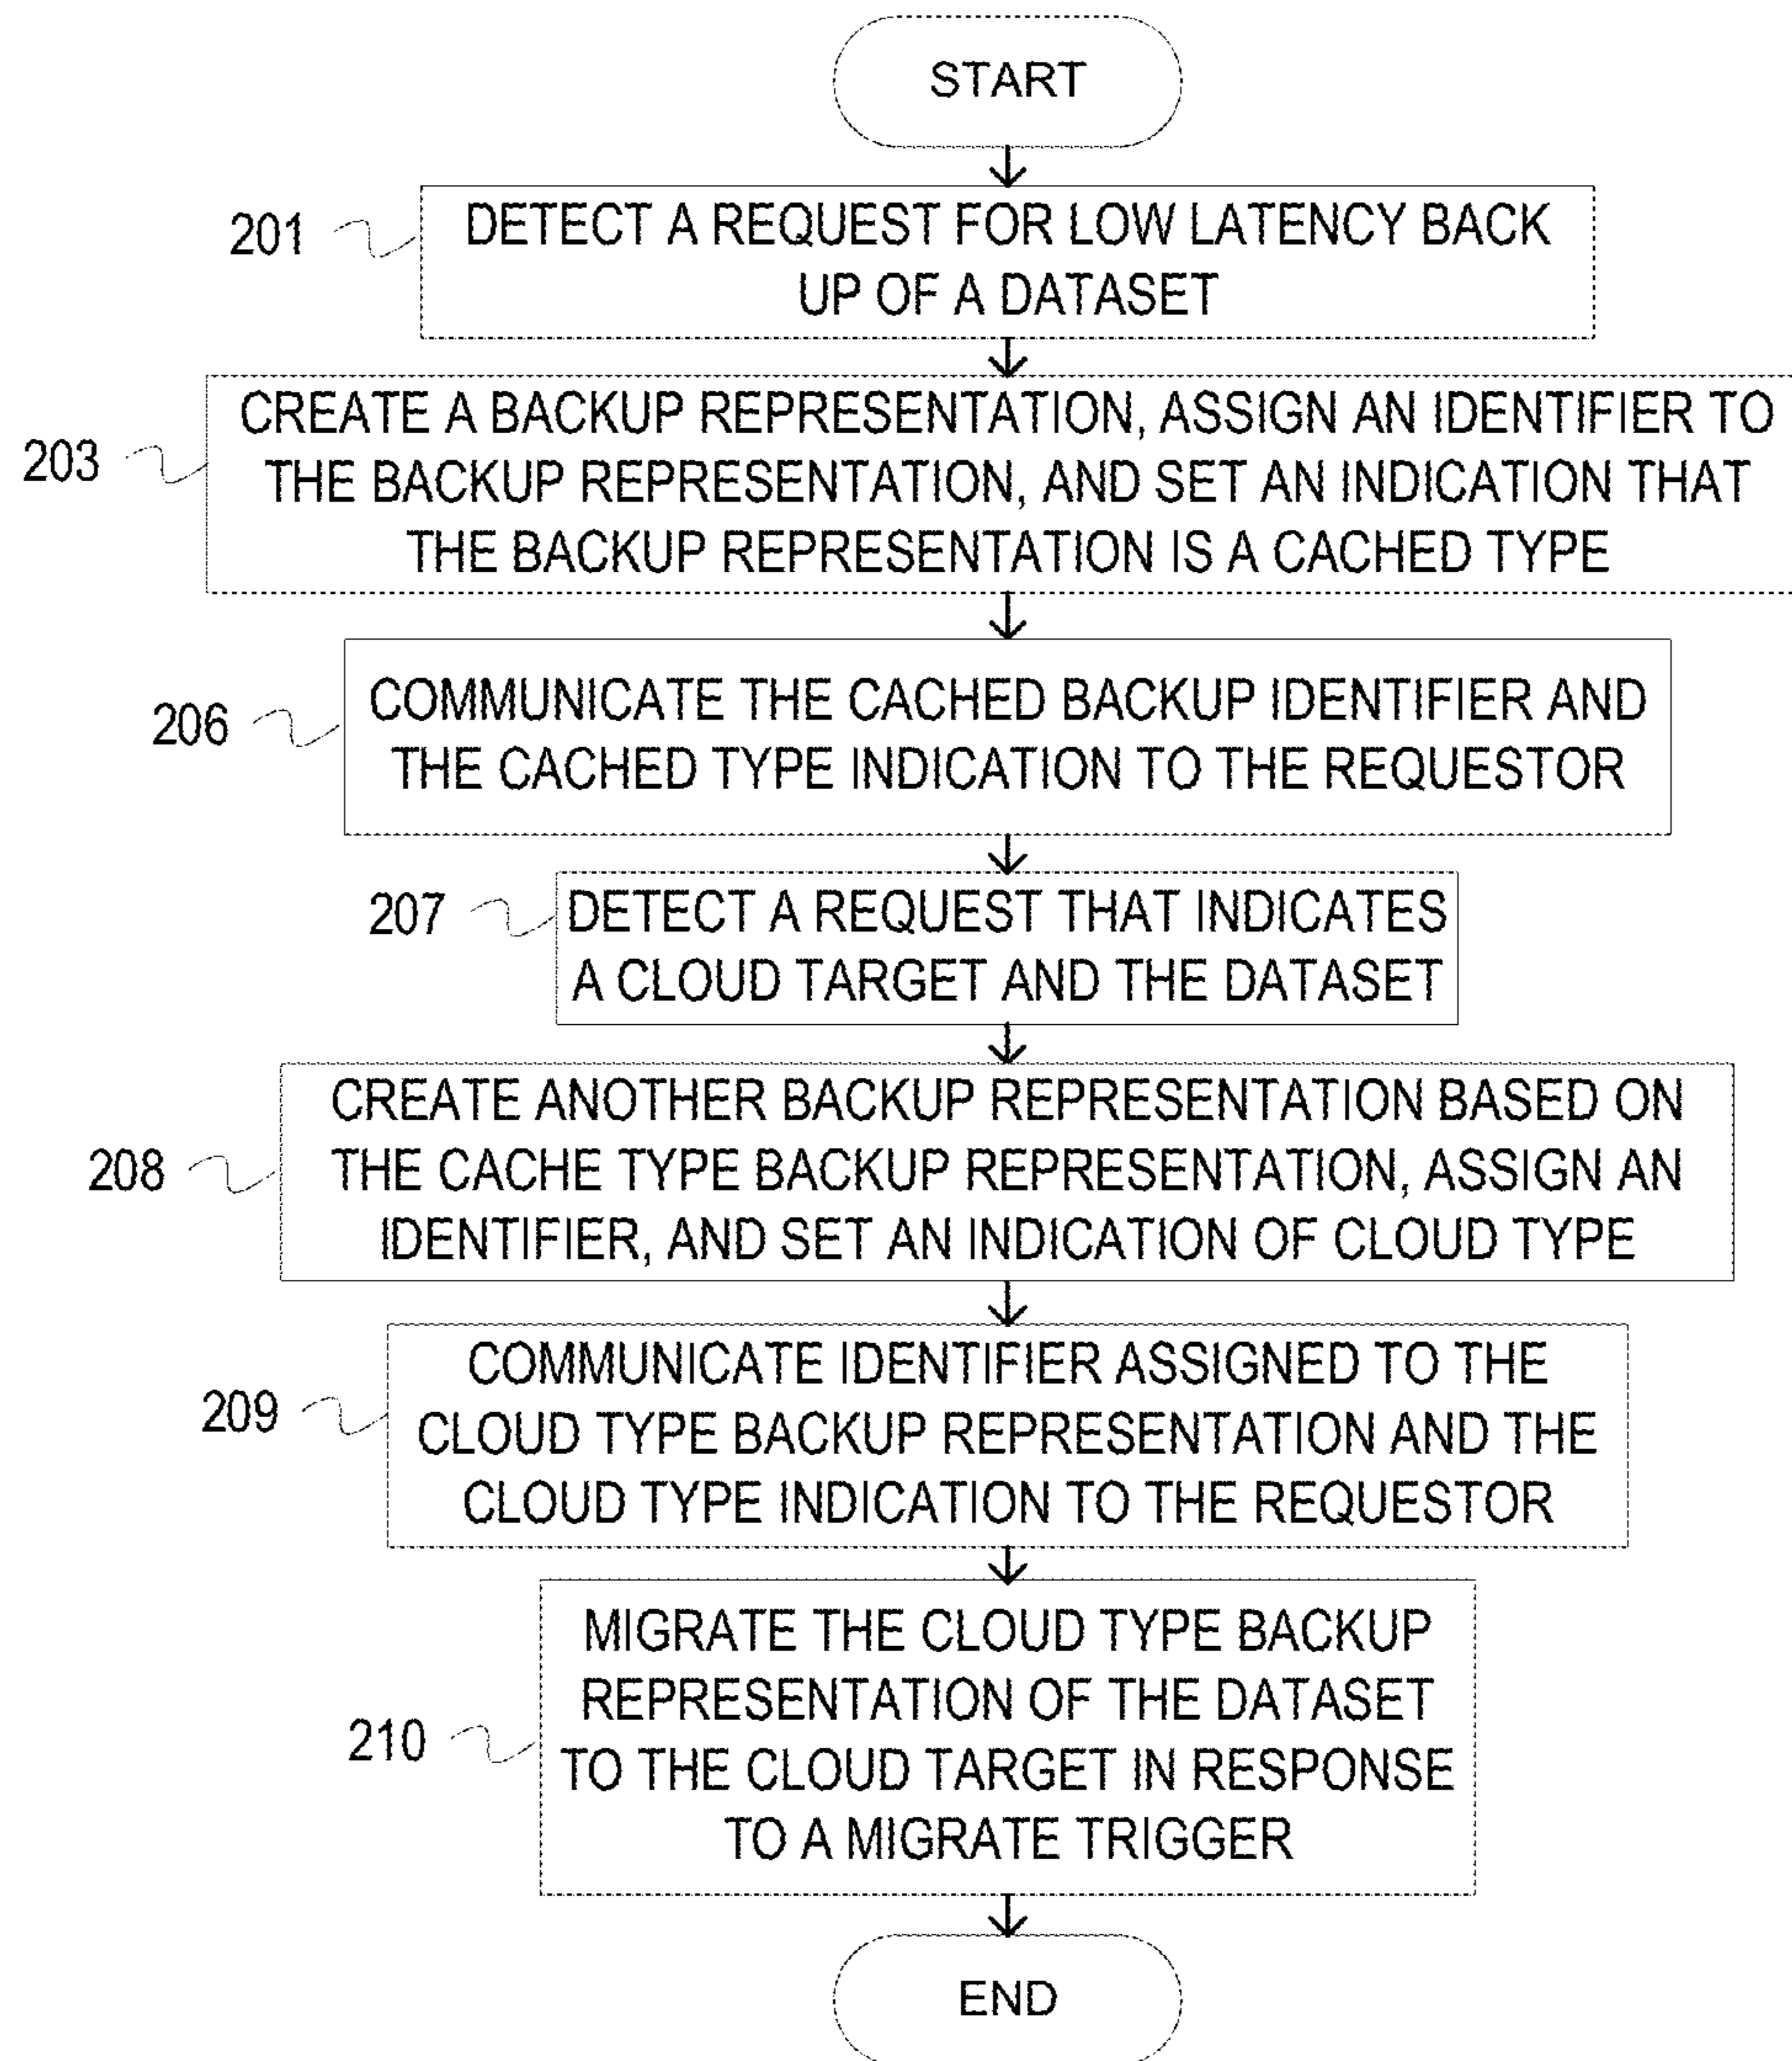 START
201
DETECT A REQUEST FOR LOW LATENCY BACK
UP OF A DATASET
203
CREATE A BACKUP REPRESENTATION, ASSIGN AN IDENTIFIER TO
THE BACKUP REPRESENTATION, AND SET AN INDICATION THAT
THE BACKUP REPRESENTATION IS A CACHED TYPE
206
COMMUNICATE THE CACHED BACKUP IDENTIFIER AND
THE CACHED TYPE INDICATION TO THE REQUESTOR
207
DETECT A REQUEST THAT INDICATES
A CLOUD TARGET AND THE DATASET
208
CREATE ANOTHER BACKUP REPRESENTATION BASED ON
THE CACHE TYPE BACKUP REPRESENTATION, ASSIGN AN
IDENTIFIER, AND SET AN INDICATION OF CLOUD TYPE
209
COMMUNICATE IDENTIFIER ASSIGNED TO THE
CLOUD TYPE BACKUP REPRESENTATION AND THE
CLOUD TYPE INDICATION TO THE REQUESTOR
210
MIGRATE THE CLOUD TYPE BACKUP
REPRESENTATION OF THE DATASET
TO THE CLOUD TARGET IN RESPONSE
TO A MIGRATE TRIGGER
END